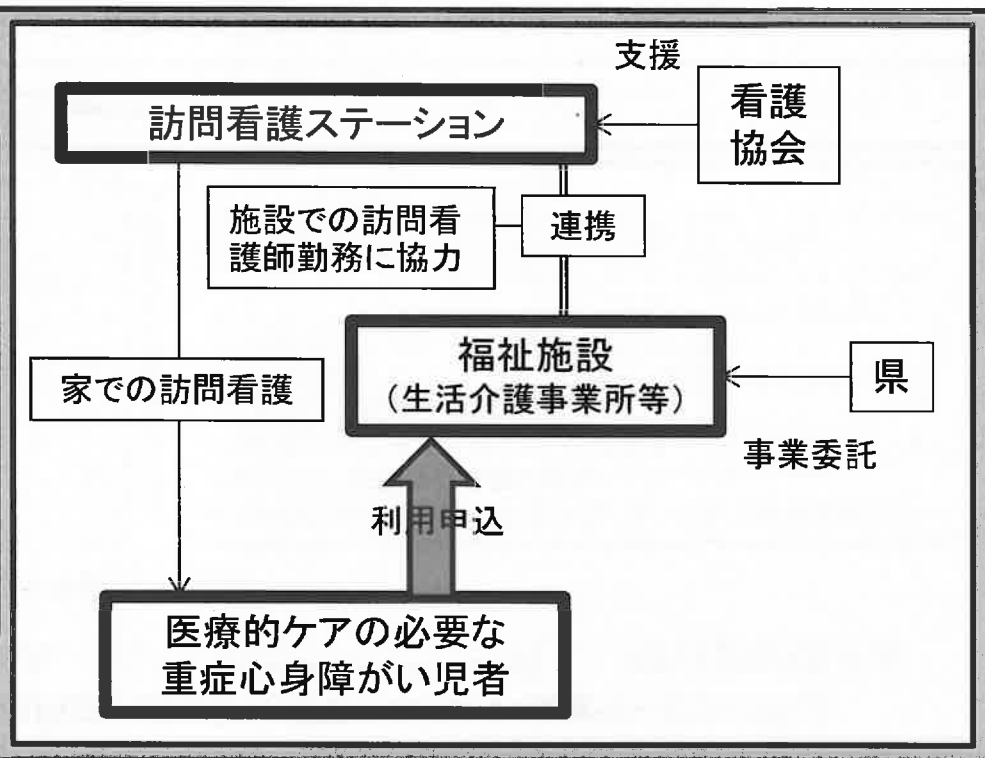 支援
訪問看護ステーション
看護
協会
施設での訪問看
護師勤務に協力
連携
福祉施設
（生活介護事業所等）
県
家での訪問看護
事業委託
利用申込
医療的ケアの必要な
重症心身障がい児者